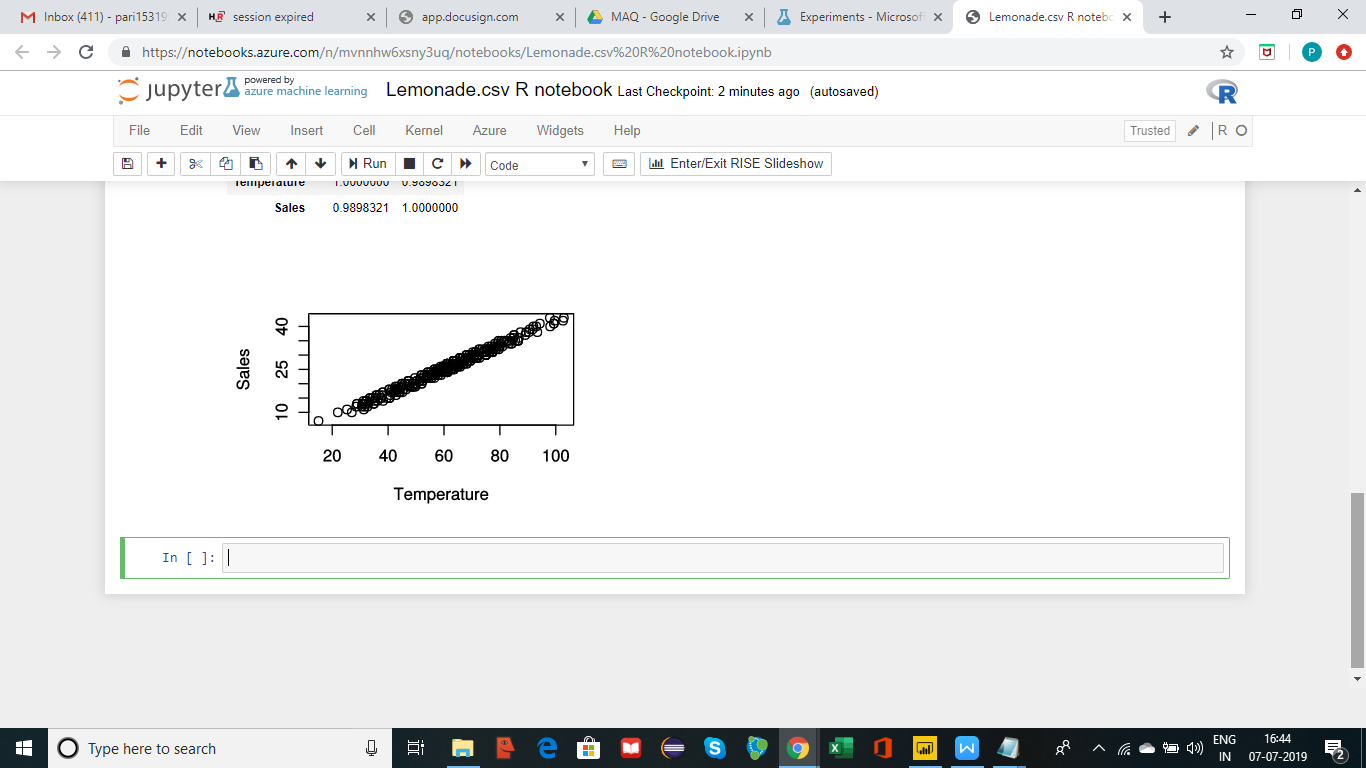 Inbox (411) - pari15319
session expired
app.docusign.com
MAQ - Google Drive
Experiments - Microsof
Lemonade.csv R noteb
https://notebooks.azure.com/n/mvnnhw6xsny3uq/notebooks/Lemonade.csv%20R%20notebook.ipynb
P
jupyter
powered by
azure machine learning
Lemonade.csv R notebook Last Checkpoint: 2 minutes ago (autosaved)
R
File Edit View Insert Cell Kernel Azure Widgets Help
Trusted
R
Run
Code
Enter/Exit RISE Slideshow
Temperature 1.0000000 0.9898321
Sales 0.9898321 1.0000000
Sales
40
25
10
20 40 60 80 100
Temperature
In [ ]:
Type here to search
ENG
IN
16:44
07-07-2019
2